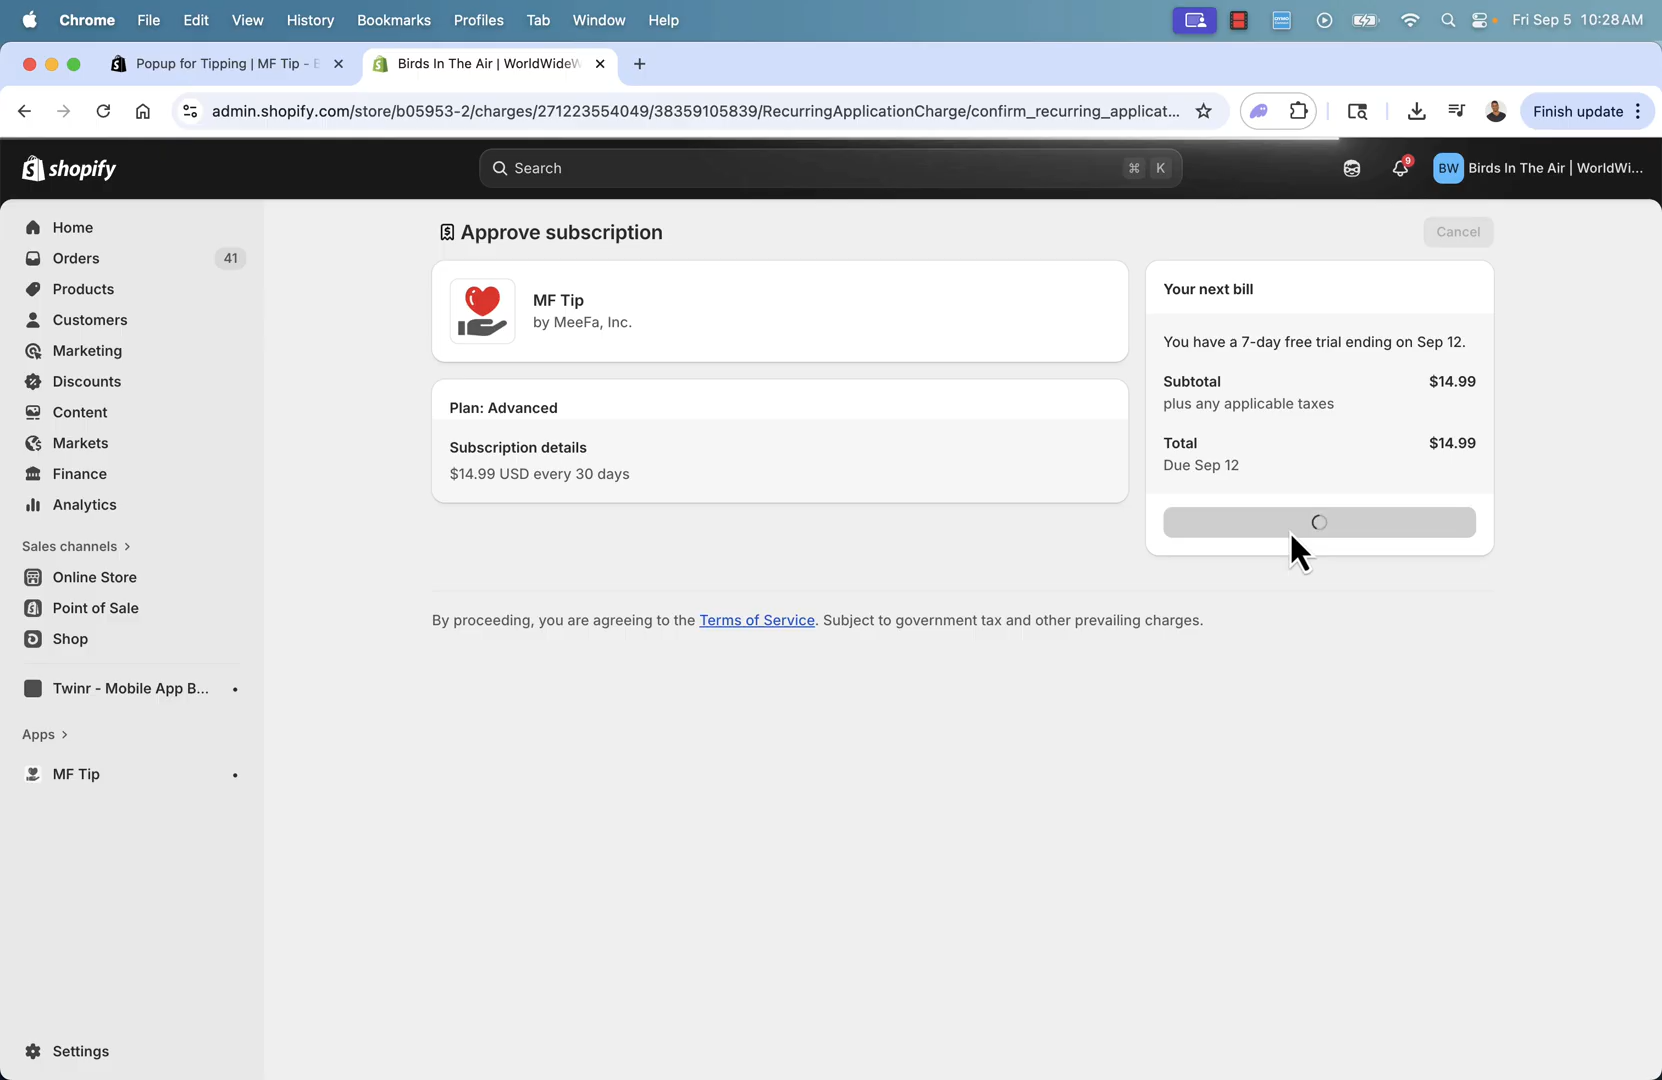 Chrome File Edit View History Bookmarks Profiles Tab Window Help
Fri Sep 5 10:28 AM
Popup for Tipping | MF Tip - E
Birds In The Air | WorldWideW
admin.shopify.com/store/b05953-2/charges/271223554049/38359105839/RecurringApplicationCharge/confirm_recurring_applicat...
Finish update
shopify
Search
⌘ K
9
BW Birds In The Air | WorldWi...
Home
Orders 41
Products
Customers
Marketing
Discounts
Content
Markets
Finance
Analytics
Sales channels
Online Store
Point of Sale
Shop
Twinr - Mobile App B...
Apps
MF Tip
Settings
Approve subscription
Cancel
MF Tip
by MeeFa, Inc.
Plan: Advanced
Subscription details
$14.99 USD every 30 days
Your next bill
You have a 7-day free trial ending on Sep 12.
Subtotal $14.99
plus any applicable taxes
Total $14.99
Due Sep 12
By proceeding, you are agreeing to the Terms of Service. Subject to government tax and other prevailing charges.